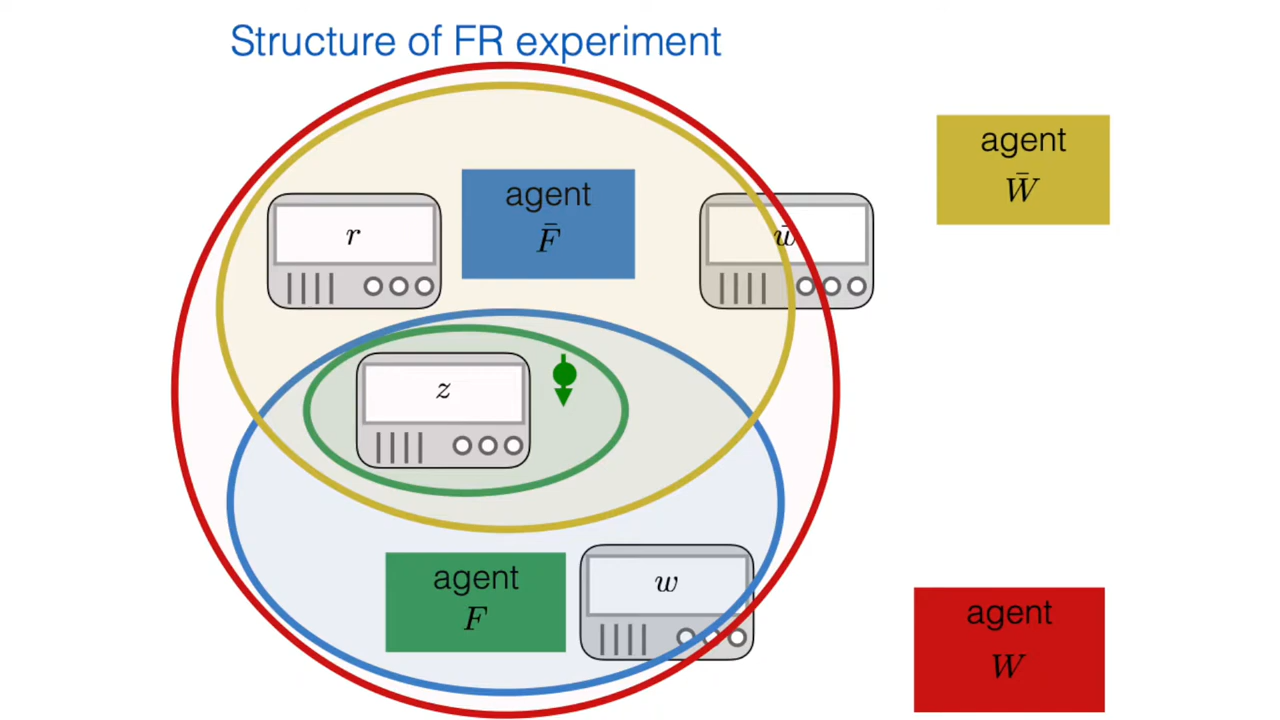 Structure of FR experiment
agent
W̄
agent
F̄
r
w̄
z
agent
F
w
agent
W